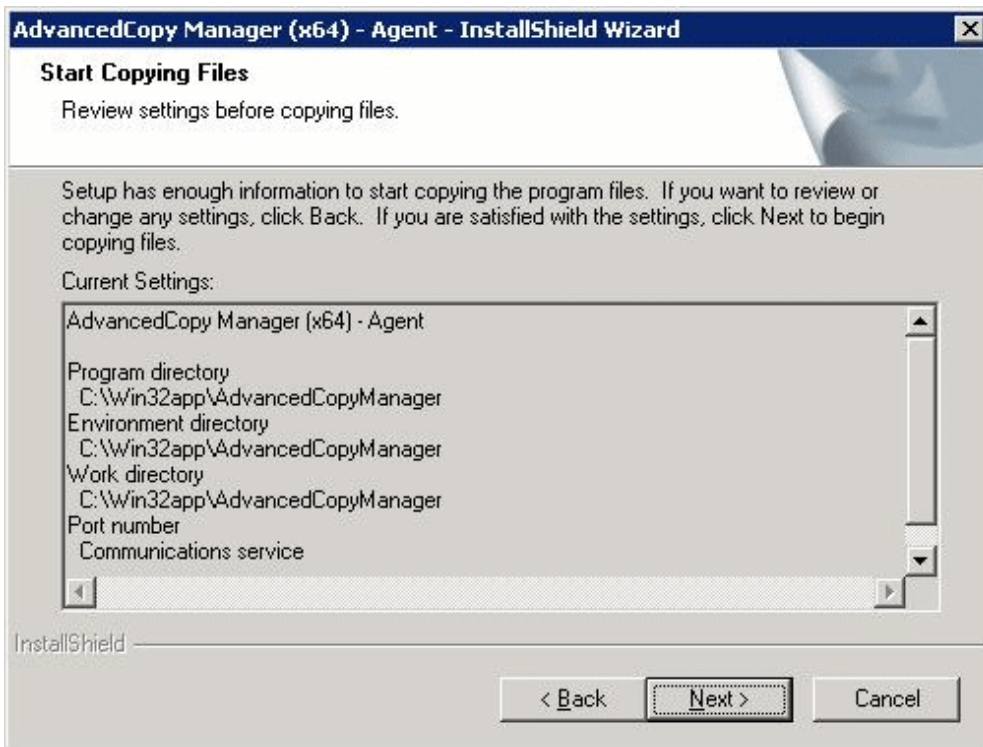 AdvancedCopy Manager (x64) - Agent - InstallShield Wizard
Start Copying Files
Review settings before copying files.
Setup has enough information to start copying the program files. If you want to review or
change any settings, click Back. If you are satisfied with the settings, click Next to begin
copying files.
Current Settings:
AdvancedCopy Manager (x64) - Agent
Program directory
C:\Win32app\AdvancedCopyManager
Environment directory
C:\Win32app\AdvancedCopyManager
Work directory
C:\Win32app\AdvancedCopyManager
Port number
Communications service
InstallShield
< Back Next > Cancel